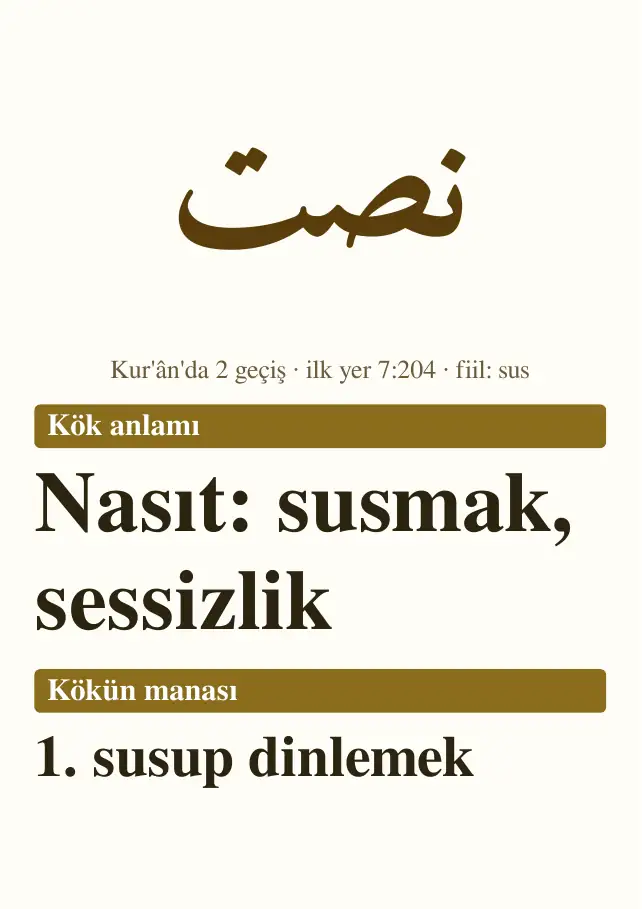 نصت
Kur'ân'da 2 geçiş · ilk yer 7:204 · fiil: sus
Kök anlamı
Nasıt: susmak,
sessizlik
Kökün manası
1. susup dinlemek